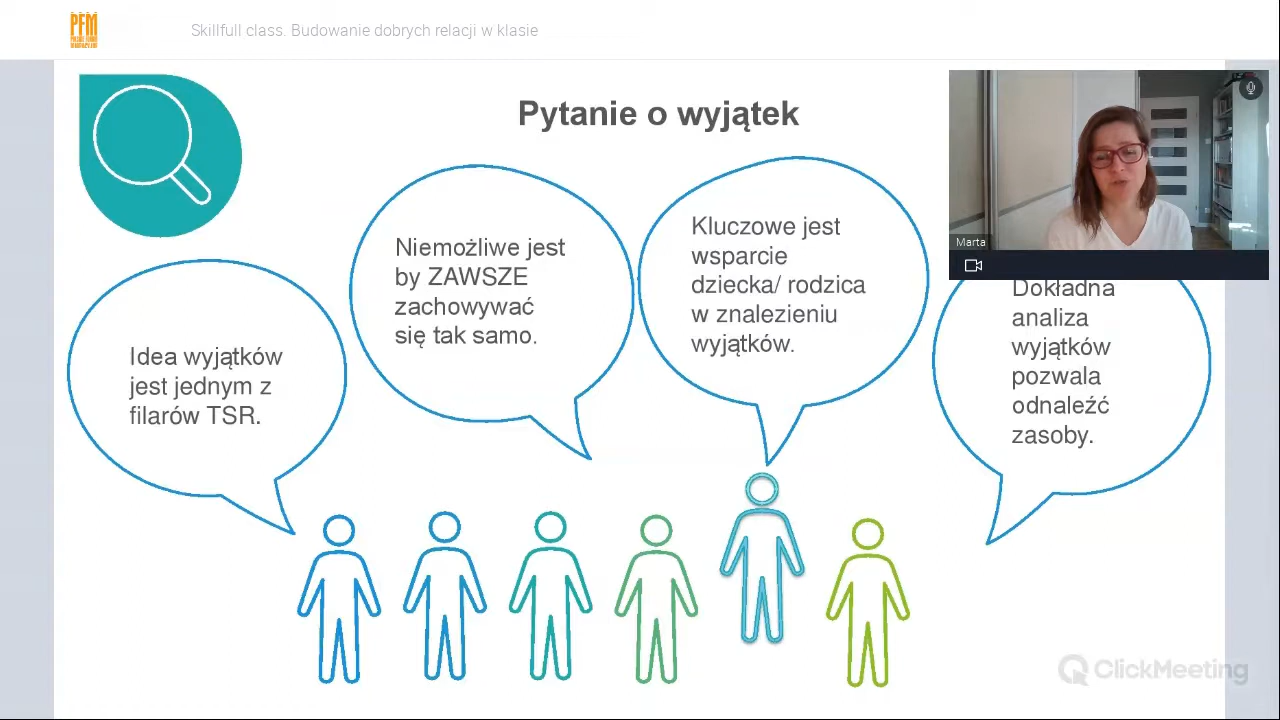 PFM
Skillfull class. Budowanie dobrych relacji w klasie
Pytanie o wyjątek
Marta
Idea wyjątków
jest jednym z
filarów TSR.
Niemożliwe jest
by ZAWSZE
zachowywać
się tak samo.
Kluczowe jest
wsparcie
dziecka/ rodzica
w znalezieniu
wyjątków.
Dokładna
analiza
wyjątków
pozwala
odnaleźć
zasoby.
ClickMeeting